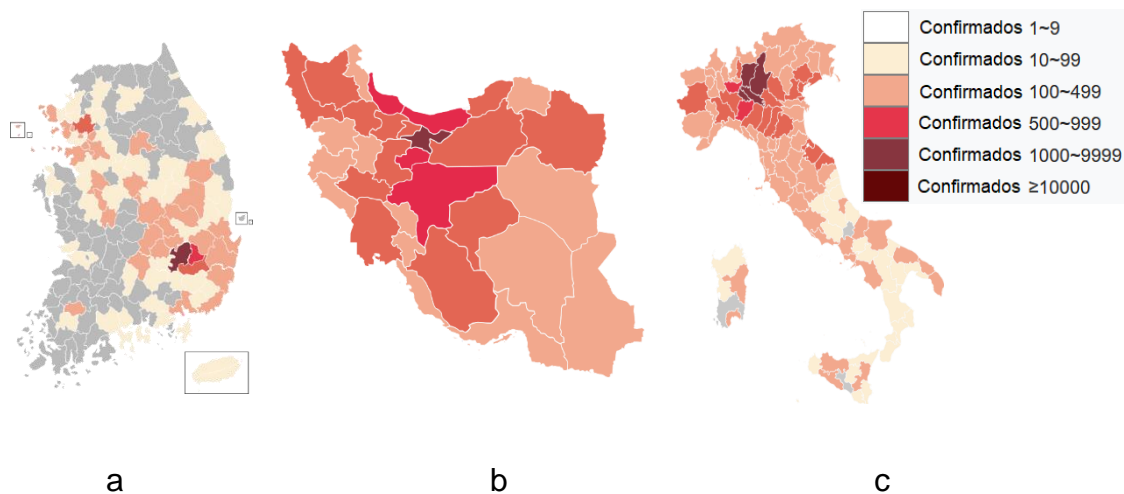 Confirmados 1~9
Confirmados 10~99
Confirmados 100~499
Confirmados 500~999
Confirmados 1000~9999
Confirmados ≥10000
a b c